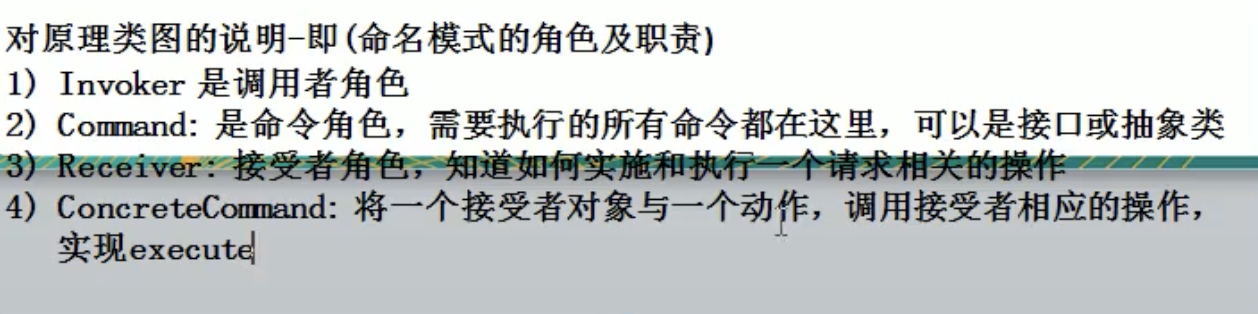 对原理类图的说明-即(命名模式的角色及职责)
1) Invoker 是调用者角色
2) Command: 是命令角色，需要执行的所有命令都在这里，可以是接口或抽象类
3) Receiver: 接受者角色，知道如何实施和执行一个请求相关的操作
4) ConcreteCommand: 将一个接受者对象与一个动作，调用接受者相应的操作，
实现execute